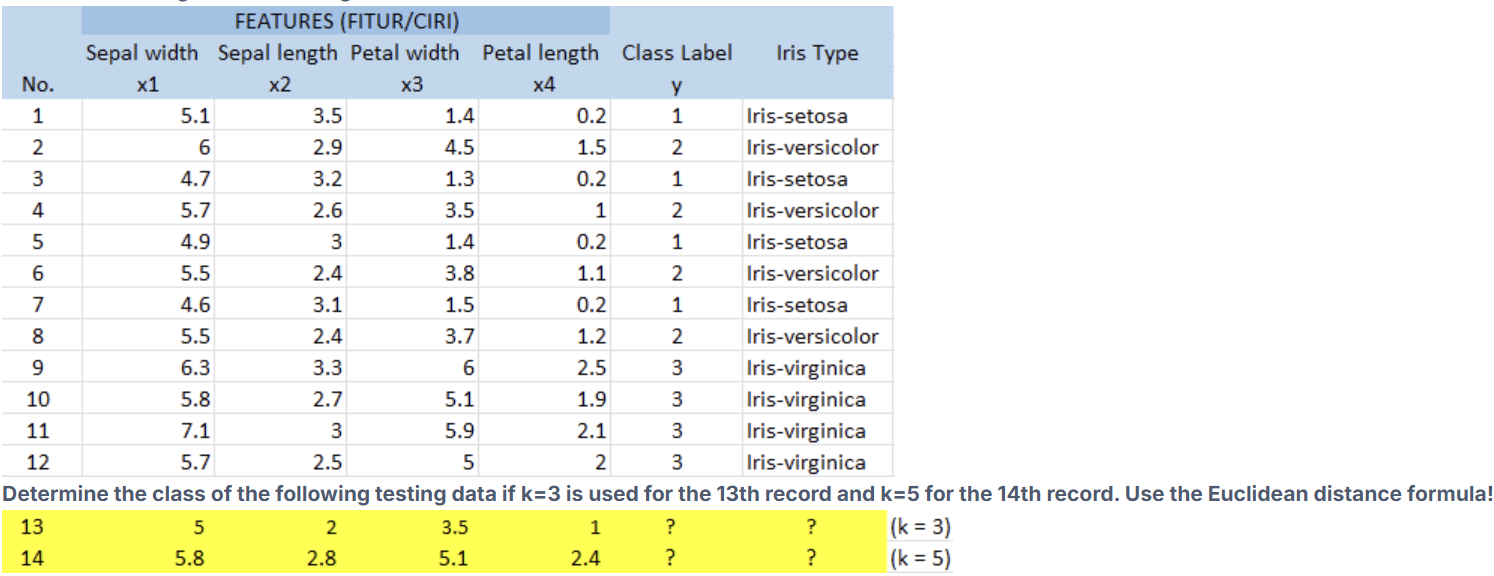 FEATURES (FITUR/CIRI)
Sepal width Sepal length Petal width Petal length Class Label Iris Type
No. x1 x2 x3 x4 y
1 5.1 3.5 1.4 0.2 1 Iris-setosa
2 6 2.9 4.5 1.5 2 Iris-versicolor
3 4.7 3.2 1.3 0.2 1 Iris-setosa
4 5.7 2.6 3.5 1 2 Iris-versicolor
5 4.9 3 1.4 0.2 1 Iris-setosa
6 5.5 2.4 3.8 1.1 2 Iris-versicolor
7 4.6 3.1 1.5 0.2 1 Iris-setosa
8 5.5 2.4 3.7 1.2 2 Iris-versicolor
9 6.3 3.3 6 2.5 3 Iris-virginica
10 5.8 2.7 5.1 1.9 3 Iris-virginica
11 7.1 3 5.9 2.1 3 Iris-virginica
12 5.7 2.5 5 2 3 Iris-virginica
Determine the class of the following testing data if k=3 is used for the 13th record and k=5 for the 14th record. Use the Euclidean distance formula!
13 5 2 3.5 1 ? ? (k = 3)
14 5.8 2.8 5.1 2.4 ? ? (k = 5)